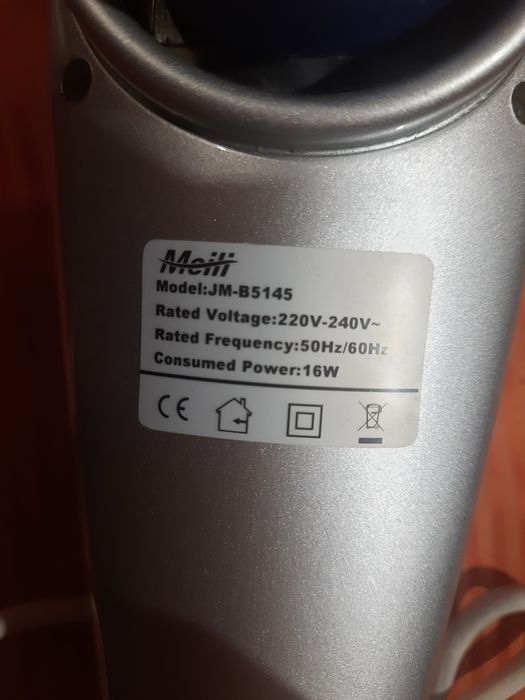 Meili
Model:JM-B5145
Rated Voltage:220V-240V~
Rated Frequency:50Hz/60Hz
Consumed Power:16W
CE